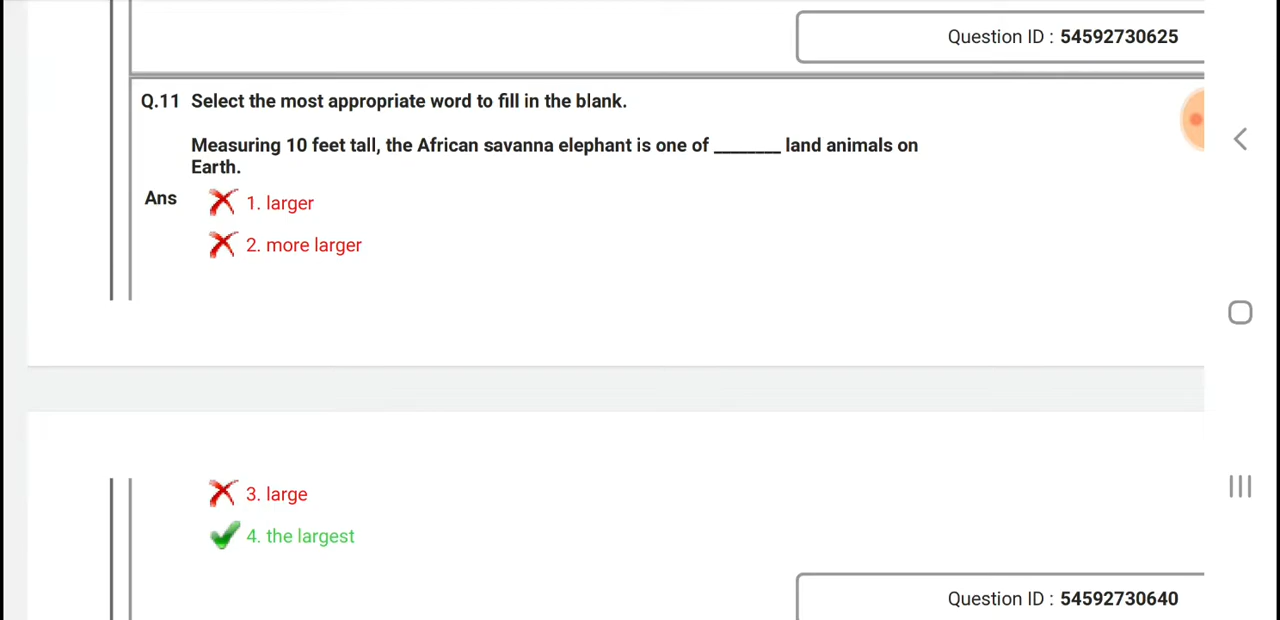 Question ID : 54592730625
Q.11 Select the most appropriate word to fill in the blank.
Measuring 10 feet tall, the African savanna elephant is one of ________ land animals on
Earth.
Ans 1. larger
2. more larger
3. large
4. the largest
Question ID : 54592730640